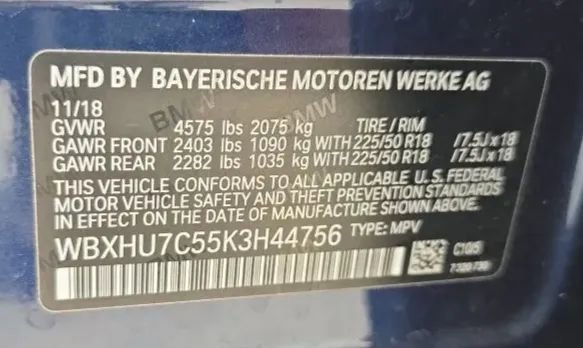 MFD BY BAYERISCHE MOTOREN WERKE AG
11/18
GVWR 4575 lbs 2075 kg TIRE / RIM
GAWR FRONT 2403 lbs 1090 kg WITH 225/50 R18 /7.5J x 18
GAWR REAR 2282 lbs 1035 kg WITH 225/50 R18 /7.5J x 18
THIS VEHICLE CONFORMS TO ALL APPLICABLE U.S. FEDERAL
MOTOR VEHICLE SAFETY AND THEFT PREVENTION STANDARDS
IN EFFECT ON THE DATE OF MANUFACTURE SHOWN ABOVE.
WBXHU7C55K3H44756 TYPE: MPV
BMW
BMW
BMW